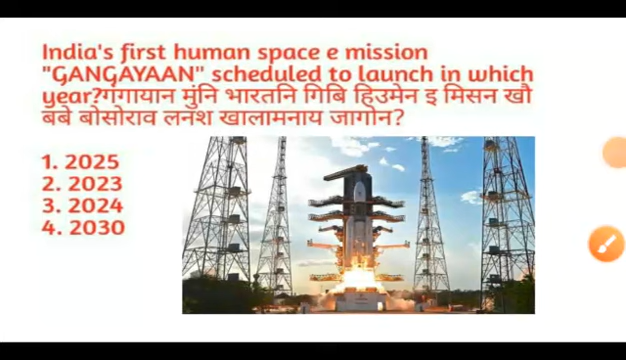 India's first human space e mission
"GANGAYAAN" scheduled to launch in which
year?गंगायान मुंनि भारतनि गिबि हिउमेन इ मिसन खौ
बबे बोसोराव लनश खालामनाय जागोन?
1. 2025
2. 2023
3. 2024
4. 2030